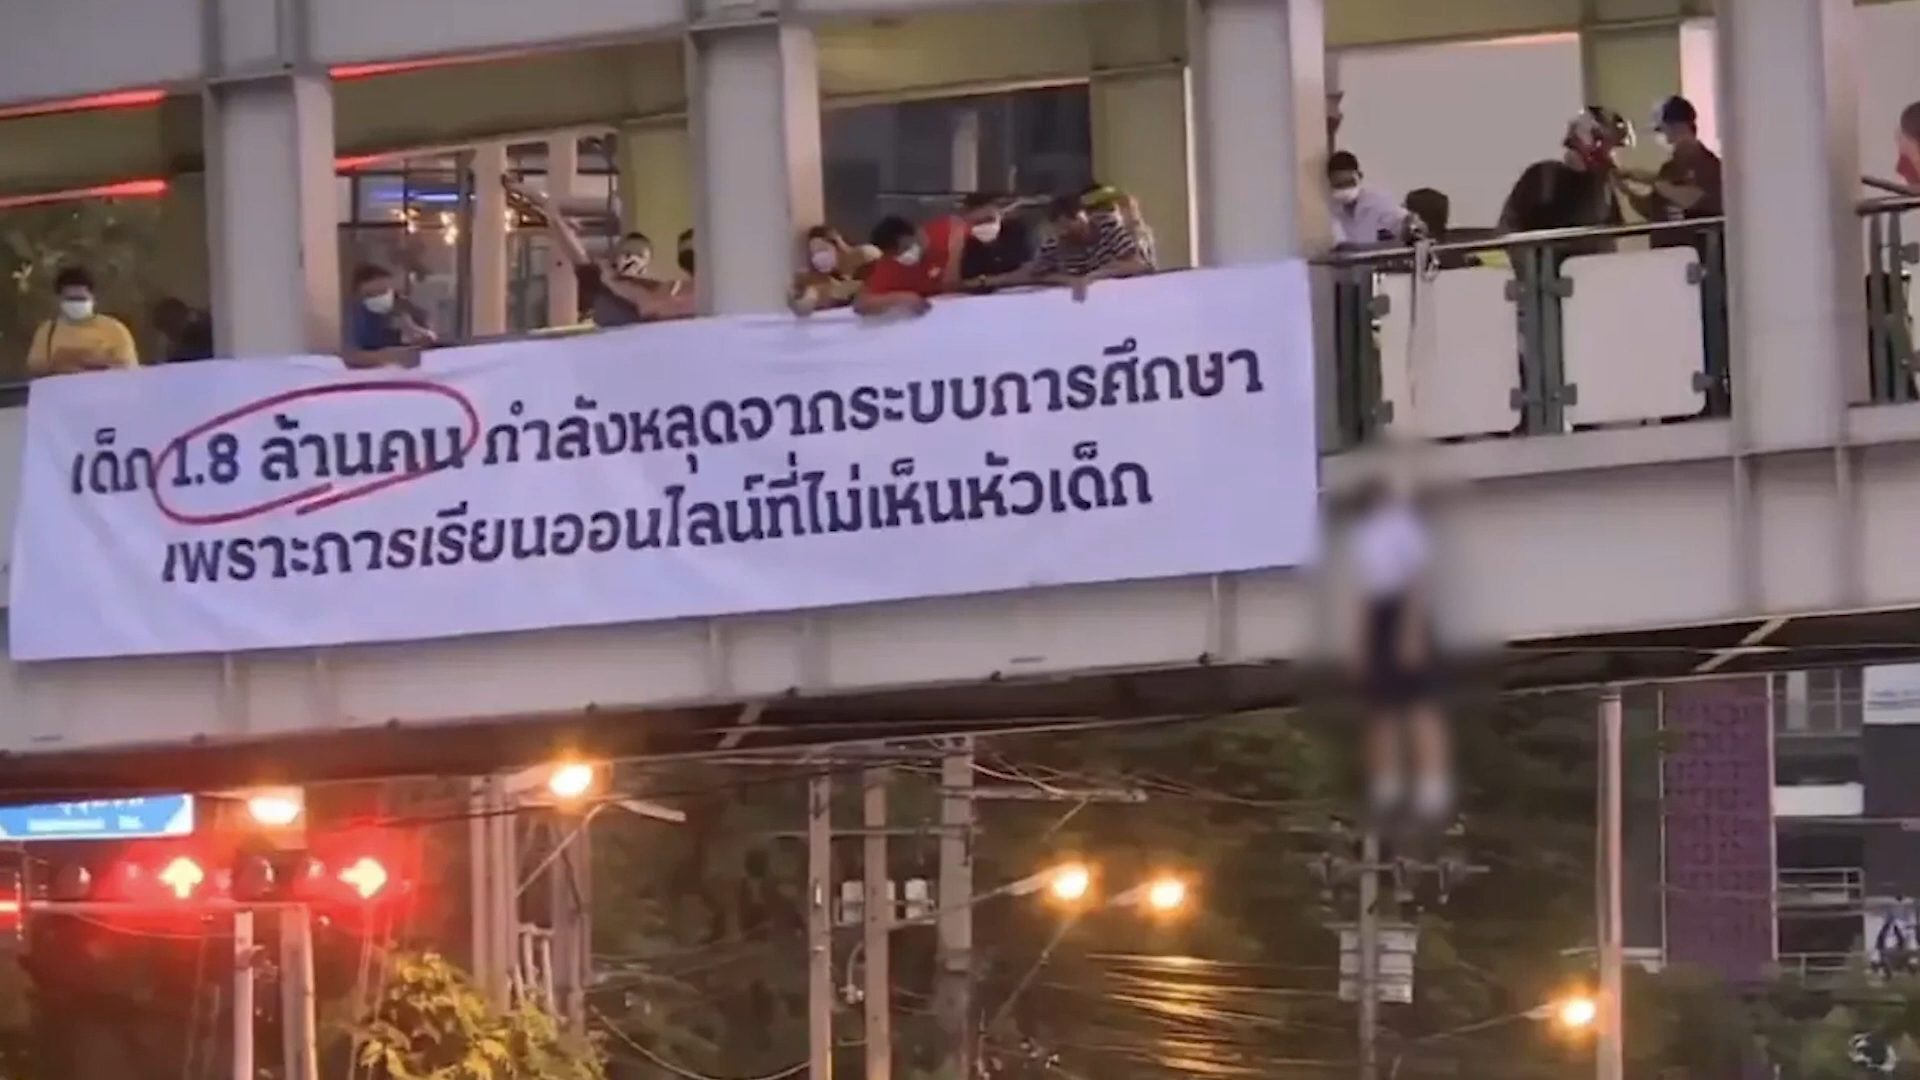 เด็ก 1.8 ล้านคน กำลังหลุดจากระบบการศึกษา
เพราะการเรียนออนไลน์ที่ไม่เห็นหัวเด็ก